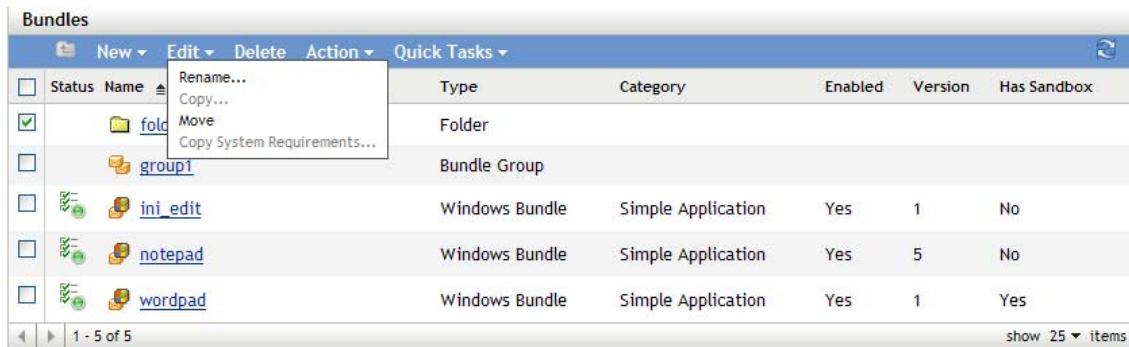 Bundles
New Edit Delete Action Quick Tasks
Rename...
Copy...
Move
Copy System Requirements...
Status Name Type Category Enabled Version Has Sandbox
Folder
group1 Bundle Group
ini_edit Windows Bundle Simple Application Yes 1 No
notepad Windows Bundle Simple Application Yes 5 No
wordpad Windows Bundle Simple Application Yes 1 Yes
1 - 5 of 5 show 25 items